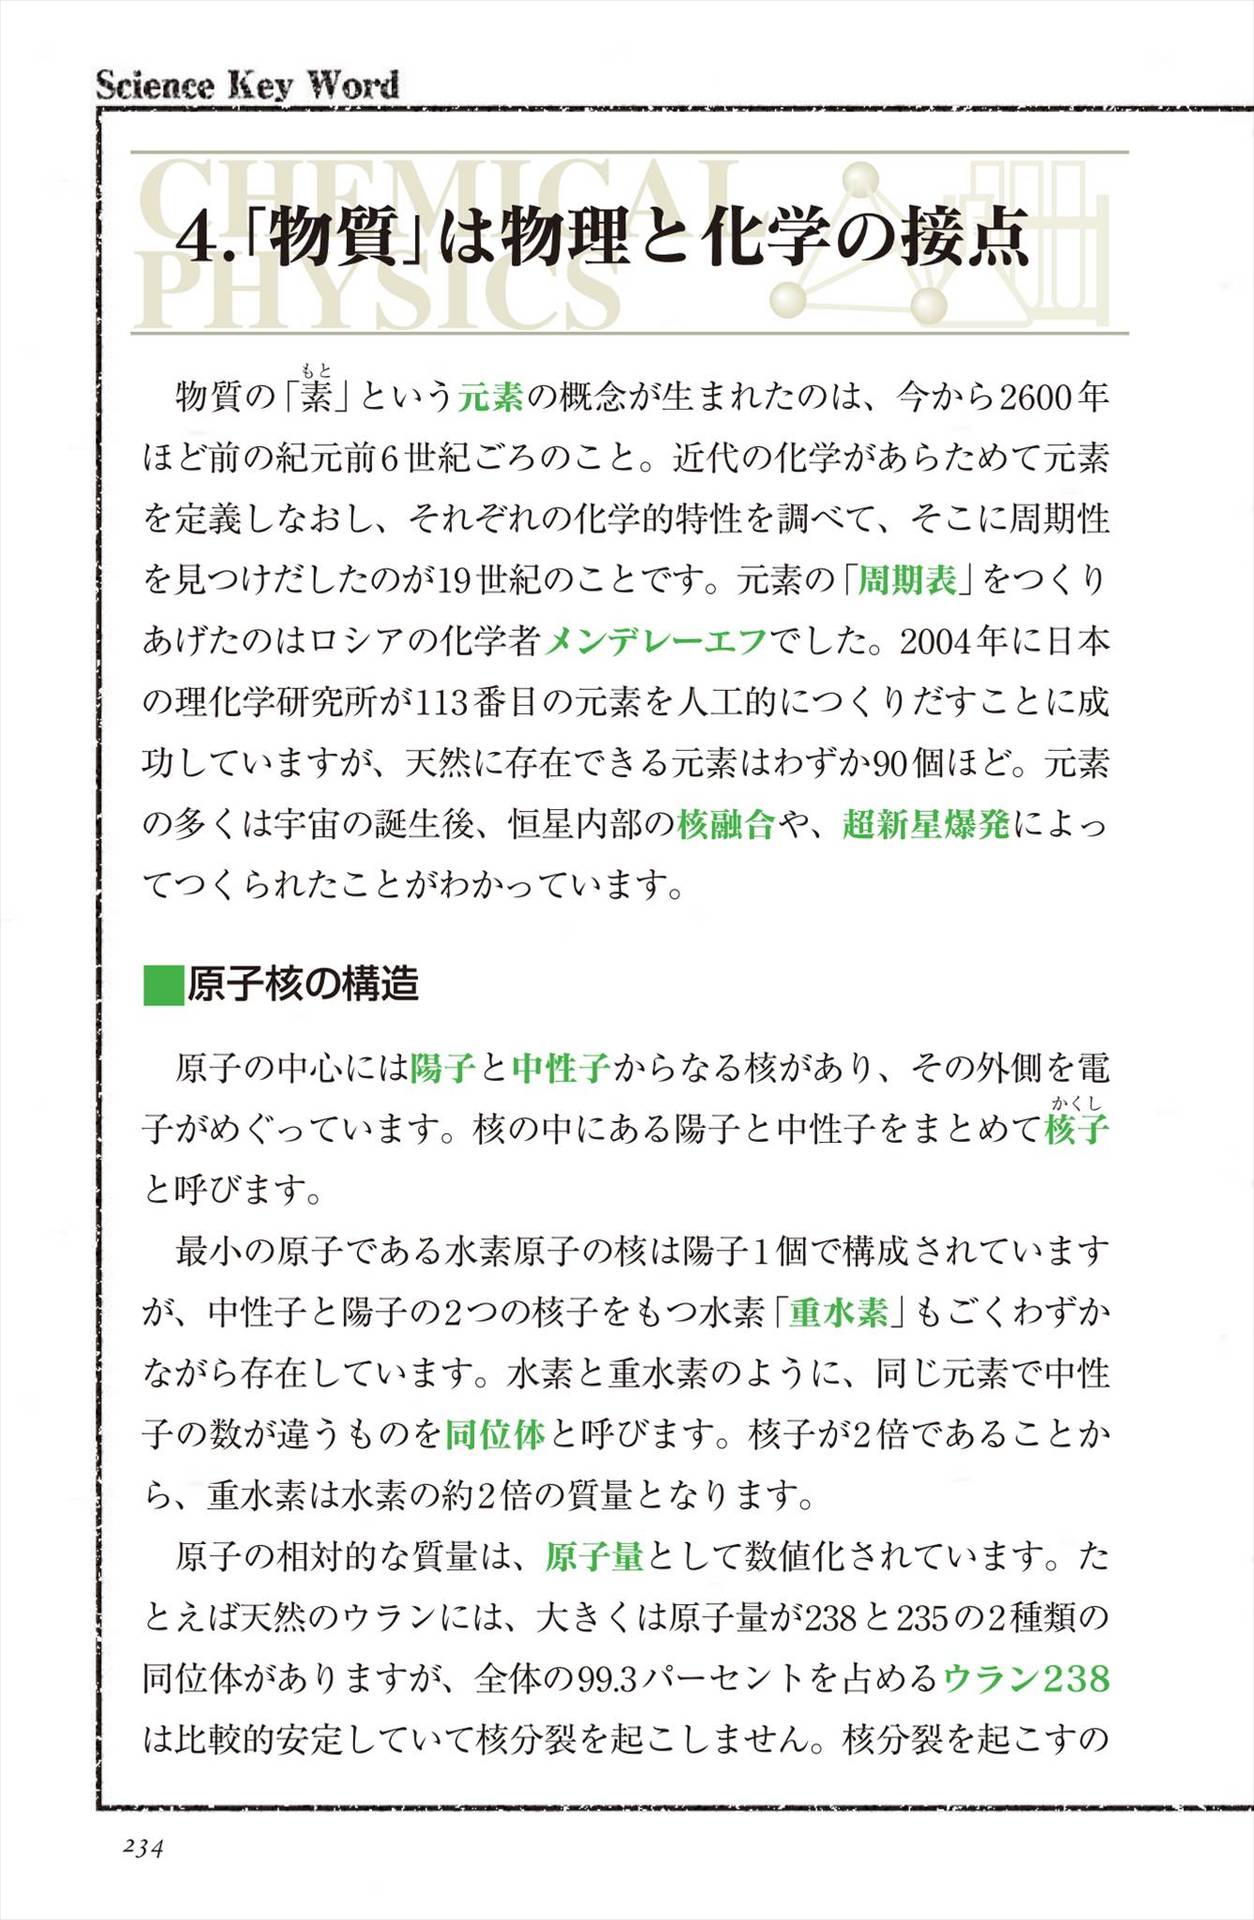 Science Key Word
CHEMICAL
PHYSICS
4.「物質」は物理と化学の接点
もと
物質の「素」という元素の概念が生まれたのは、今から2600年
ほど前の紀元前6世紀ごろのこと。近代の化学があらためて元素
を定義しなおし、それぞれの化学的特性を調べて、そこに周期性
を見つけだしたのが19世紀のことです。元素の「周期表」をつくり
あげたのはロシアの化学者メンデレーエフでした。2004年に日本
の理化学研究所が113番目の元素を人工的につくりだすことに成
功していますが、天然に存在できる元素はわずか90個ほど。元素
の多くは宇宙の誕生後、恒星内部の核融合や、超新星爆発によっ
てつくられたことがわかっています。
■原子核の構造
原子の中心には陽子と中性子からなる核があり、その外側を電
かくし
子がめぐっています。核の中にある陽子と中性子をまとめて核子
と呼びます。
最小の原子である水素原子の核は陽子1個で構成されています
が、中性子と陽子の2つの核子をもつ水素「重水素」もごくわずか
ながら存在しています。水素と重水素のように、同じ元素で中性
子の数が違うものを同位体と呼びます。核子が2倍であることか
ら、重水素は水素の約2倍の質量となります。
原子の相対的な質量は、原子量として数値化されています。た
とえば天然のウランには、大きくは原子量が238と235の2種類の
同位体がありますが、全体の99.3パーセントを占めるウラン238
は比較的安定していて核分裂を起こしません。核分裂を起こすの
234